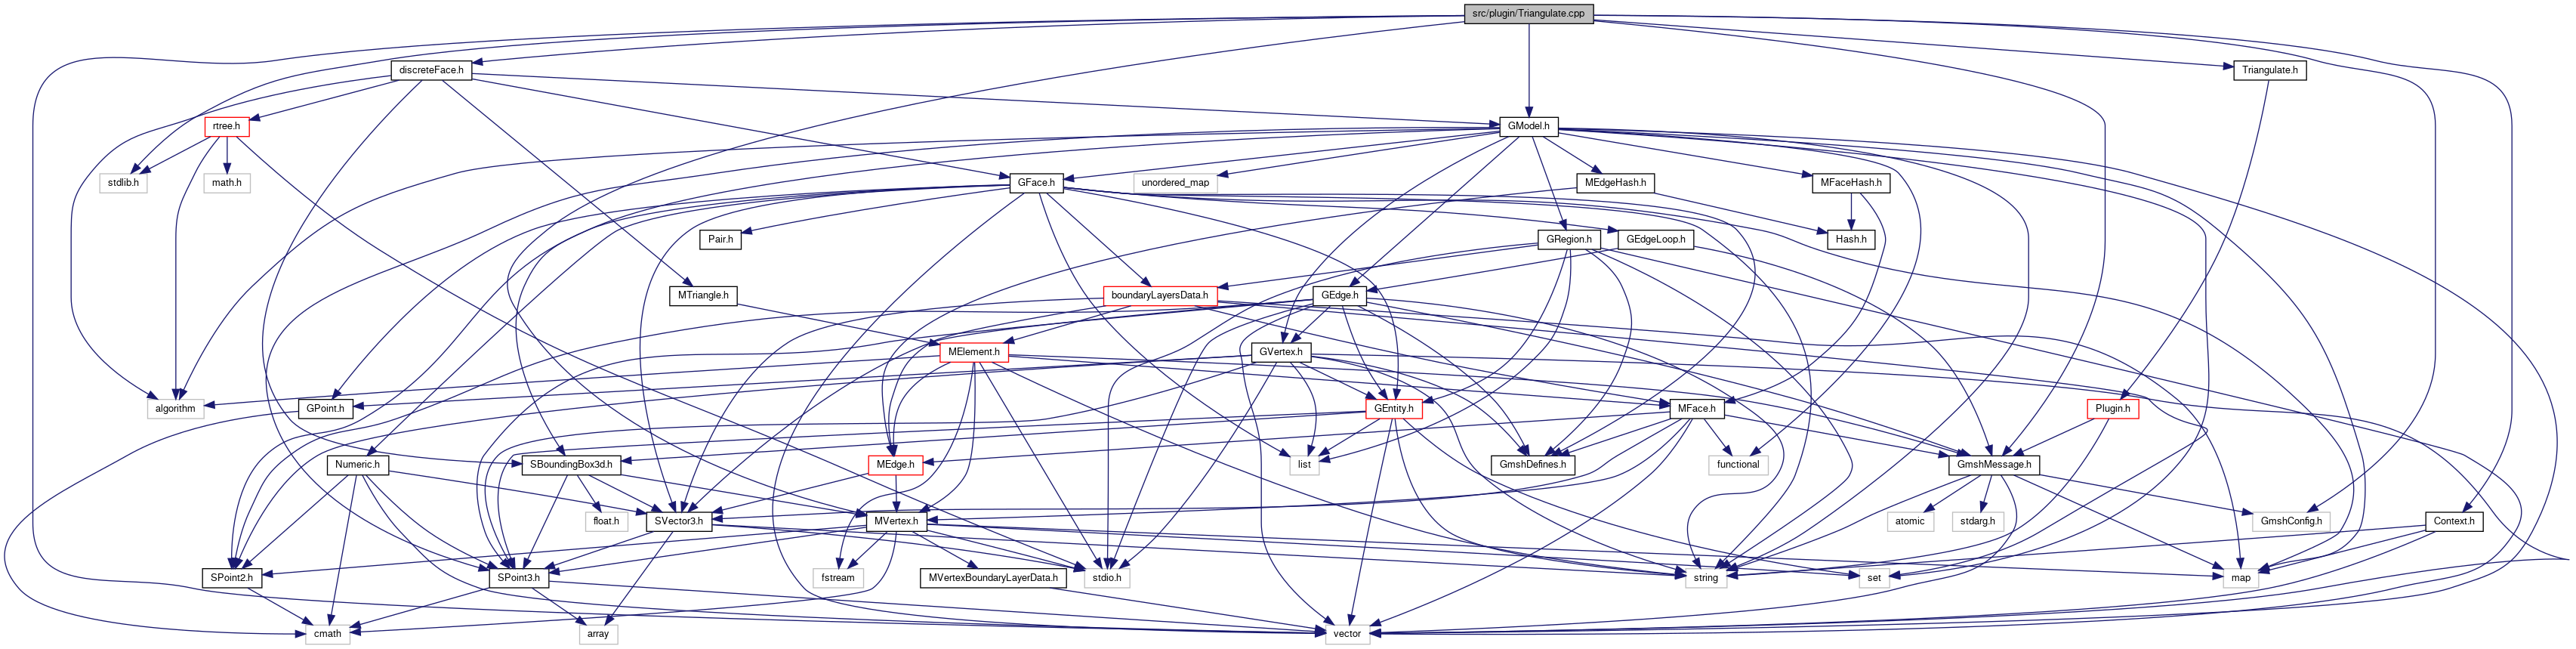 src/plugin/Triangulate.cpp
discreteFace.h
Triangulate.h
rtree.h
GModel.h
stdlib.h
math.h
GFace.h
unordered_map
MEdgeHash.h
MFaceHash.h
Pair.h
GRegion.h
GEdgeLoop.h
Hash.h
MTriangle.h
boundaryLayersData.h
GEdge.h
MElement.h
GVertex.h
algorithm
GPoint.h
GEntity.h
MFace.h
Plugin.h
Numeric.h
SBoundingBox3d.h
MEdge.h
list
GmshDefines.h
functional
GmshMessage.h
float.h
SVector3.h
MVertex.h
atomic
stdarg.h
GmshConfig.h
Context.h
SPoint2.h
SPoint3.h
fstream
MVertexBoundaryLayerData.h
stdio.h
string
set
map
cmath
array
vector